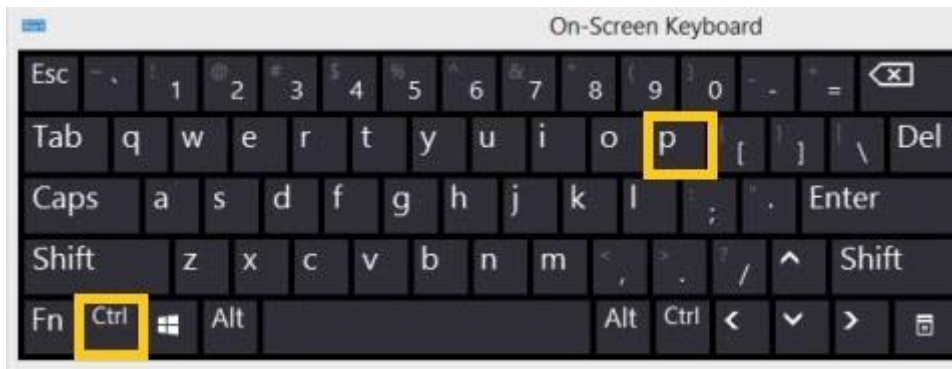 On-Screen Keyboard
Esc ~ ` ! 1 @ 2 # 3 $ 4 % 5 ^ 6 & 7 * 8 ( 9 ) 0 _ - + =
Tab q w e r t y u i o p [ } ] | \ Del
Caps a s d f g h j k l : ; " . Enter
Shift z x c v b n m < , > . ? / Shift
Fn Ctrl Alt Alt Ctrl